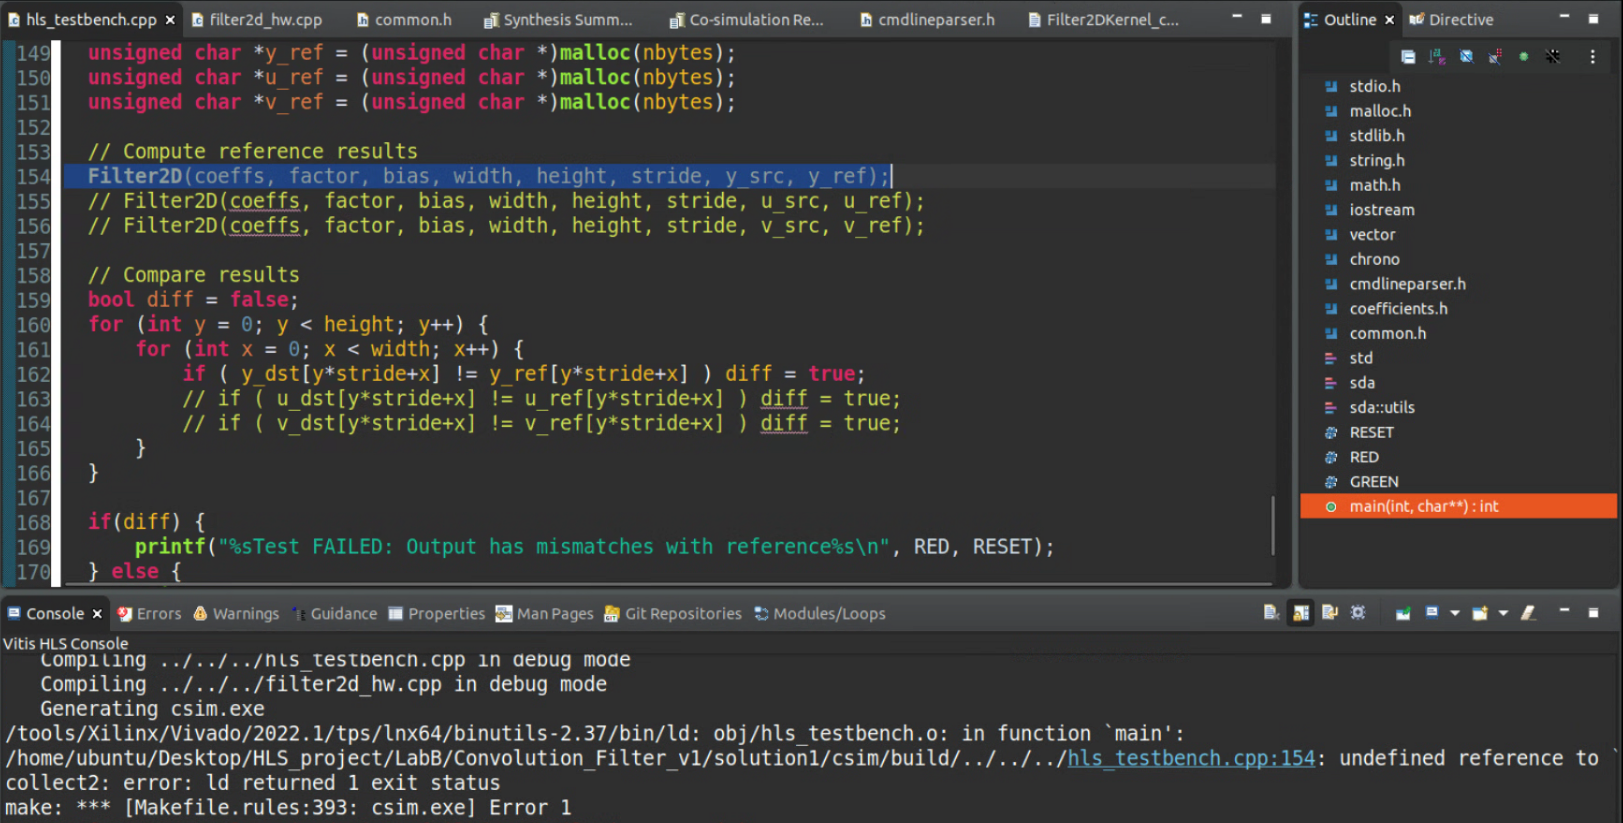 hls_testbench.cpp
filter2d_hw.cpp
common.h
Synthesis Summ...
Co-simulation Re...
cmdlineparser.h
Filter2DKernel_c...
149 unsigned char *y_ref = (unsigned char *)malloc(nbytes);
150 unsigned char *u_ref = (unsigned char *)malloc(nbytes);
151 unsigned char *v_ref = (unsigned char *)malloc(nbytes);
152
153 // Compute reference results
154 Filter2D(coeffs, factor, bias, width, height, stride, y_src, y_ref);
155 // Filter2D(coeffs, factor, bias, width, height, stride, u_src, u_ref);
156 // Filter2D(coeffs, factor, bias, width, height, stride, v_src, v_ref);
157
158 // Compare results
159 bool diff = false;
160 for (int y = 0; y < height; y++) {
161 for (int x = 0; x < width; x++) {
162 if ( y_dst[y*stride+x] != y_ref[y*stride+x] ) diff = true;
163 // if ( u_dst[y*stride+x] != u_ref[y*stride+x] ) diff = true;
164 // if ( v_dst[y*stride+x] != v_ref[y*stride+x] ) diff = true;
165 }
166 }
167
168 if(diff) {
169 printf("%sTest FAILED: Output has mismatches with reference%s\n", RED, RESET);
170 } else {
Outline
Directive
stdio.h
malloc.h
stdlib.h
string.h
math.h
iostream
vector
chrono
cmdlineparser.h
coefficients.h
common.h
std
sda
sda::utils
RESET
RED
GREEN
main(int, char**) : int
Console
Errors
Warnings
Guidance
Properties
Man Pages
Git Repositories
Modules/Loops
Vitis HLS Console
Compiling ../../../hls_testbench.cpp in debug mode
Compiling ../../../filter2d_hw.cpp in debug mode
Generating csim.exe
/tools/Xilinx/Vivado/2022.1/tps/lnx64/binutils-2.37/bin/ld: obj/hls_testbench.o: in function `main':
/home/ubuntu/Desktop/HLS_project/LabB/Convolution_Filter_v1/solution1/csim/build/../../../hls_testbench.cpp:154: undefined reference to `
collect2: error: ld returned 1 exit status
make: *** [Makefile.rules:393: csim.exe] Error 1